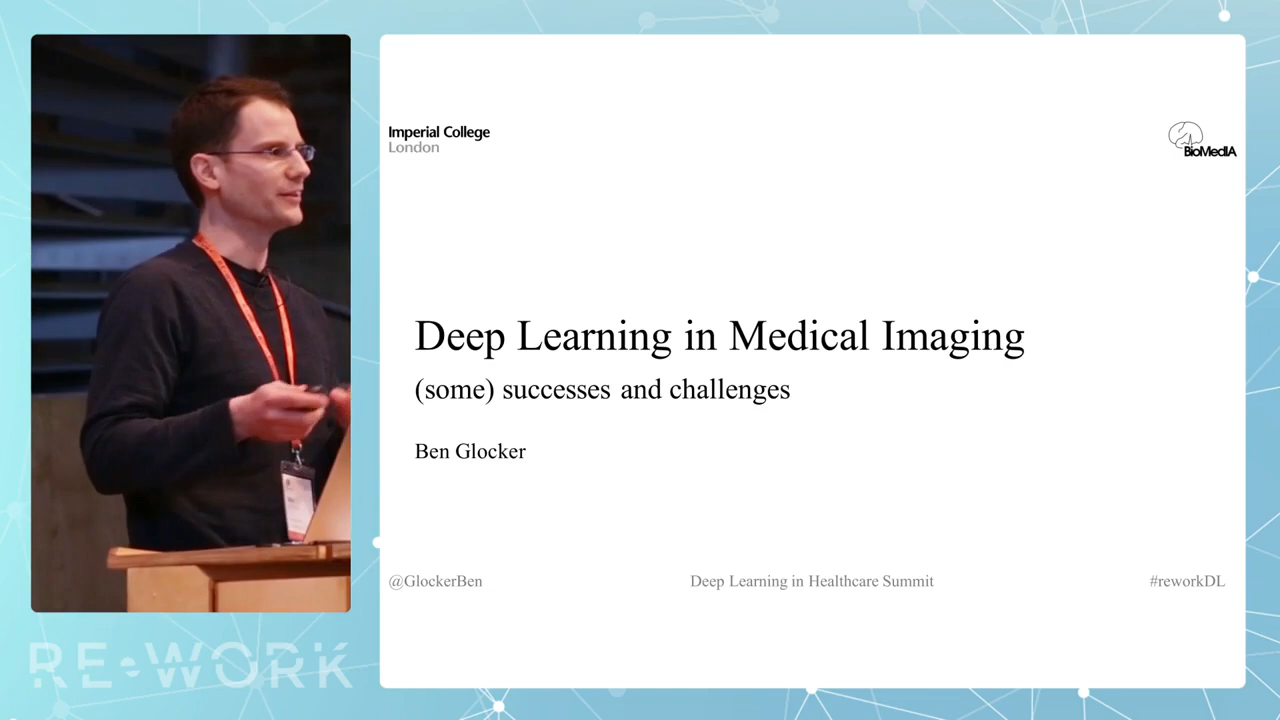 Imperial College
London
BioMedIA
Deep Learning in Medical Imaging
(some) successes and challenges
Ben Glocker
@GlockerBen
Deep Learning in Healthcare Summit
#reworkDL
RE•WORK